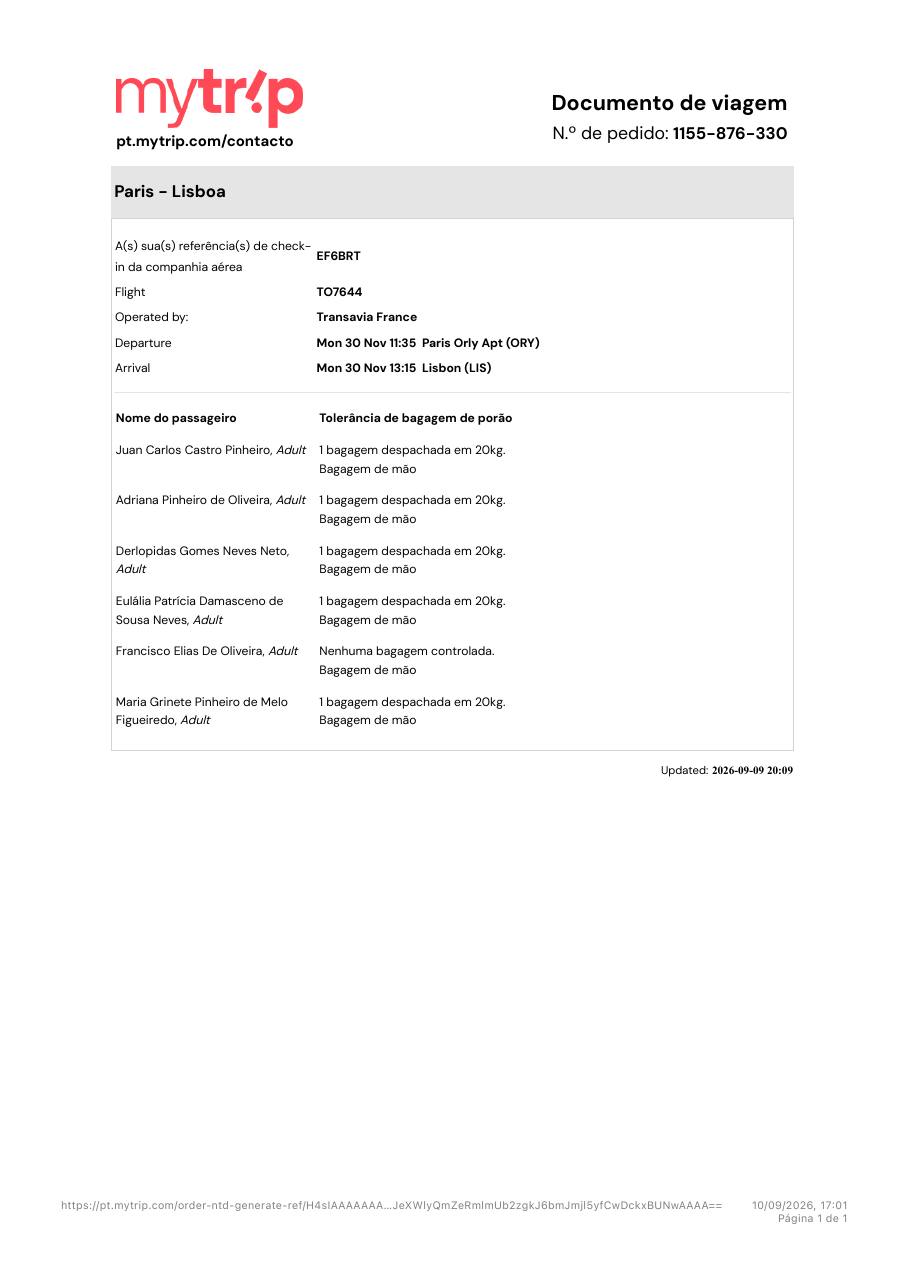 mytrip
pt.mytrip.com/contacto
Documento de viagem
N.º de pedido: 1155-876-330
Paris - Lisboa
A(s) sua(s) referência(s) de check-
in da companhia aérea
EF6BRT
Flight TO7644
Operated by: Transavia France
Departure Mon 30 Nov 11:35 Paris Orly Apt (ORY)
Arrival Mon 30 Nov 13:15 Lisbon (LIS)
Nome do passageiro Tolerância de bagagem de porão
Juan Carlos Castro Pinheiro, Adult 1 bagagem despachada em 20kg.
Bagagem de mão
Adriana Pinheiro de Oliveira, Adult 1 bagagem despachada em 20kg.
Bagagem de mão
Derlopidas Gomes Neves Neto, 1 bagagem despachada em 20kg.
Adult Bagagem de mão
Eulália Patrícia Damasceno de 1 bagagem despachada em 20kg.
Sousa Neves, Adult Bagagem de mão
Francisco Elias De Oliveira, Adult Nenhuma bagagem controlada.
Bagagem de mão
Maria Grinete Pinheiro de Melo 1 bagagem despachada em 20kg.
Figueiredo, Adult Bagagem de mão
Updated: 2026-09-09 20:09
https://pt.mytrip.com/order-ntd-generate-ref/H4sIAAAAAAA…JeXWIyQmZeRmImUb2zgkJ6bmJmjI5yfCwDckxBUNwAAAA== 10/09/2026, 17:01
Página 1 de 1